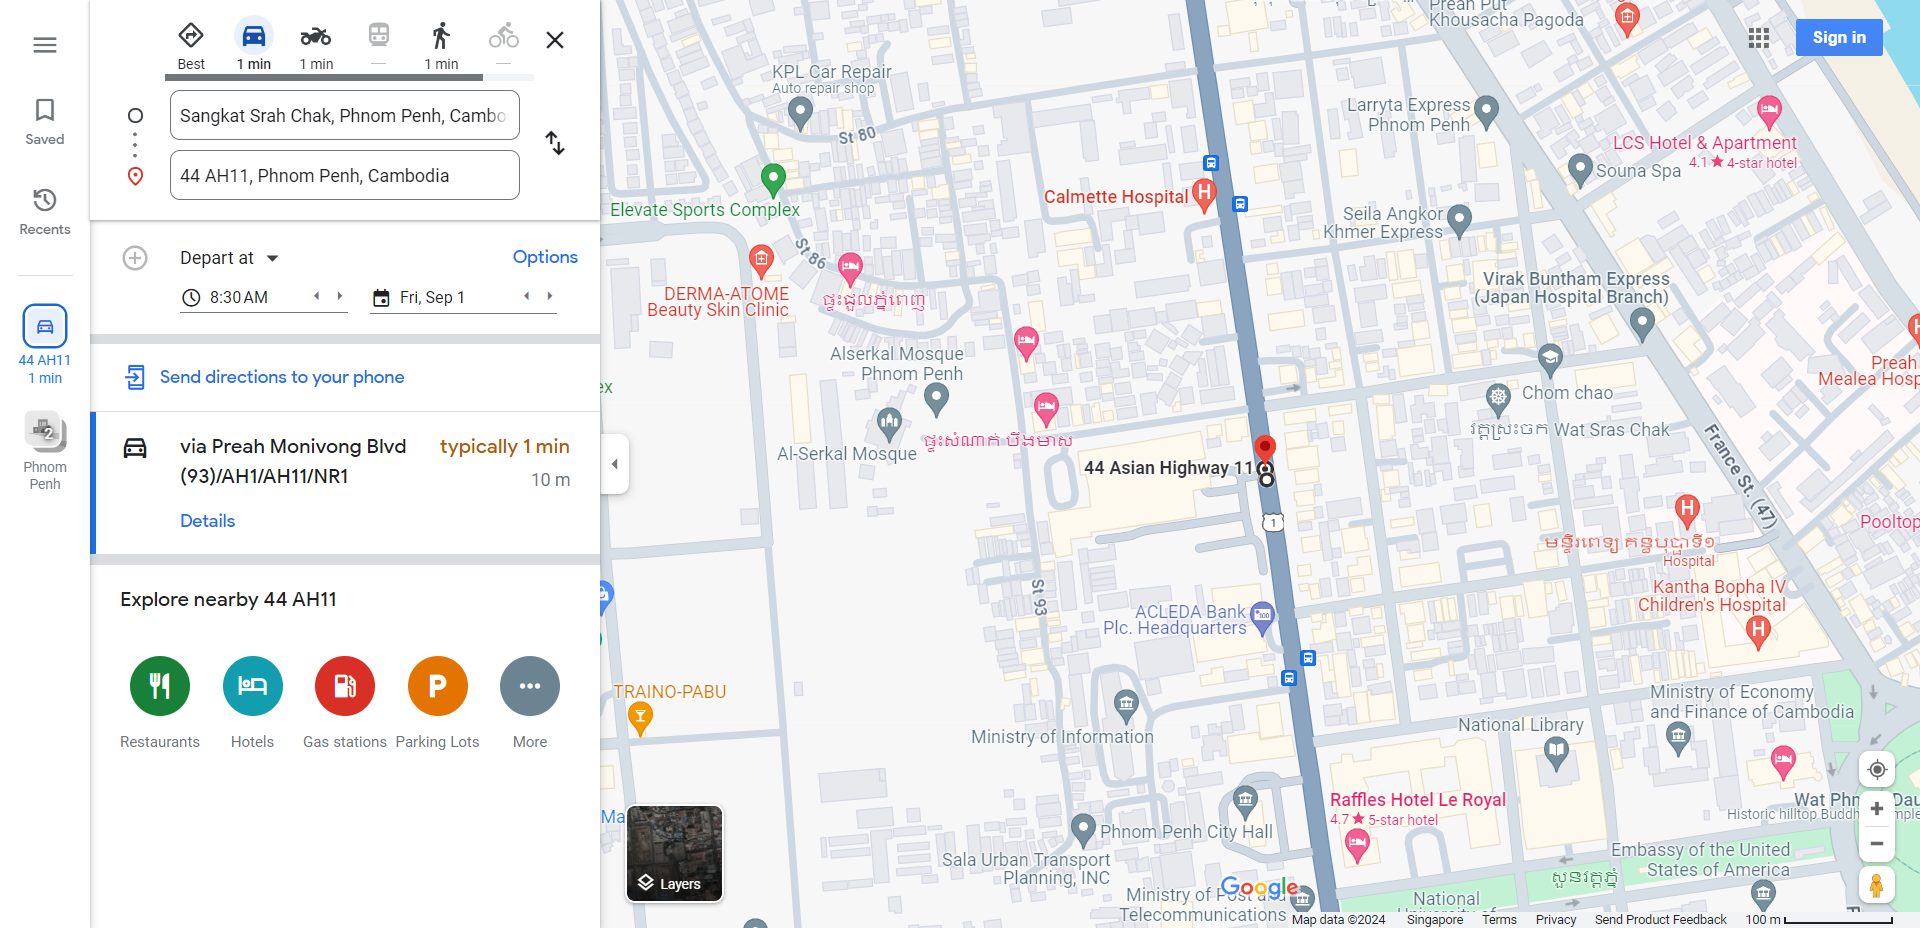 Best
1 min
1 min
—
1 min
—
Sangkat Srah Chak, Phnom Penh, Cambo
44 AH11, Phnom Penh, Cambodia
Saved
Recents
44 AH11
1 min
Phnom
Penh
2
Depart at
Options
8:30 AM
Fri, Sep 1
Send directions to your phone
via Preah Monivong Blvd
(93)/AH1/AH11/NR1
typically 1 min
10 m
Details
Explore nearby 44 AH11
P
Restaurants
Hotels
Gas stations
Parking Lots
More
Sign in
Preah Put
Khousacha Pagoda
KPL Car Repair
Auto repair shop
St 80
Larryta Express
Phnom Penh
LCS Hotel & Apartment
4.1 ★ 4-star hotel
Souna Spa
Elevate Sports Complex
Calmette Hospital
H
Seila Angkor
Khmer Express
St 86
DERMA-ATOME
Beauty Skin Clinic
ផ្ទះជួលភ្នំពេញ
Virak Buntham Express
(Japan Hospital Branch)
Alserkal Mosque
Phnom Penh
ex
Preah
Mealea Hosp
Chom chao
វត្តស្រះចក Wat Sras Chak
ផ្ទះសំណាក់ បឹងមាស
Al-Serkal Mosque
44 Asian Highway 11
France St. (47)
1
H
Pooltop
មន្ទីរពេទ្យ គន្ធបុប្ផាទី១
Hospital
Kantha Bopha IV
Children's Hospital
H
St 93
ACLEDA Bank
Plc. Headquarters
TRAINO-PABU
Ministry of Information
Ministry of Economy
and Finance of Cambodia
National Library
Raffles Hotel Le Royal
4.7 ★ 5-star hotel
Wat Phn
Dau
Historic hilltop Buddh
mple
Ma
Phnom Penh City Hall
Sala Urban Transport
Planning, INC
Embassy of the United
States of America
សួនវត្តភ្នំ
Ministry of Post and
Telecommunications
National
University of
Layers
Google
Map data ©2024
Singapore
Terms
Privacy
Send Product Feedback
100 m